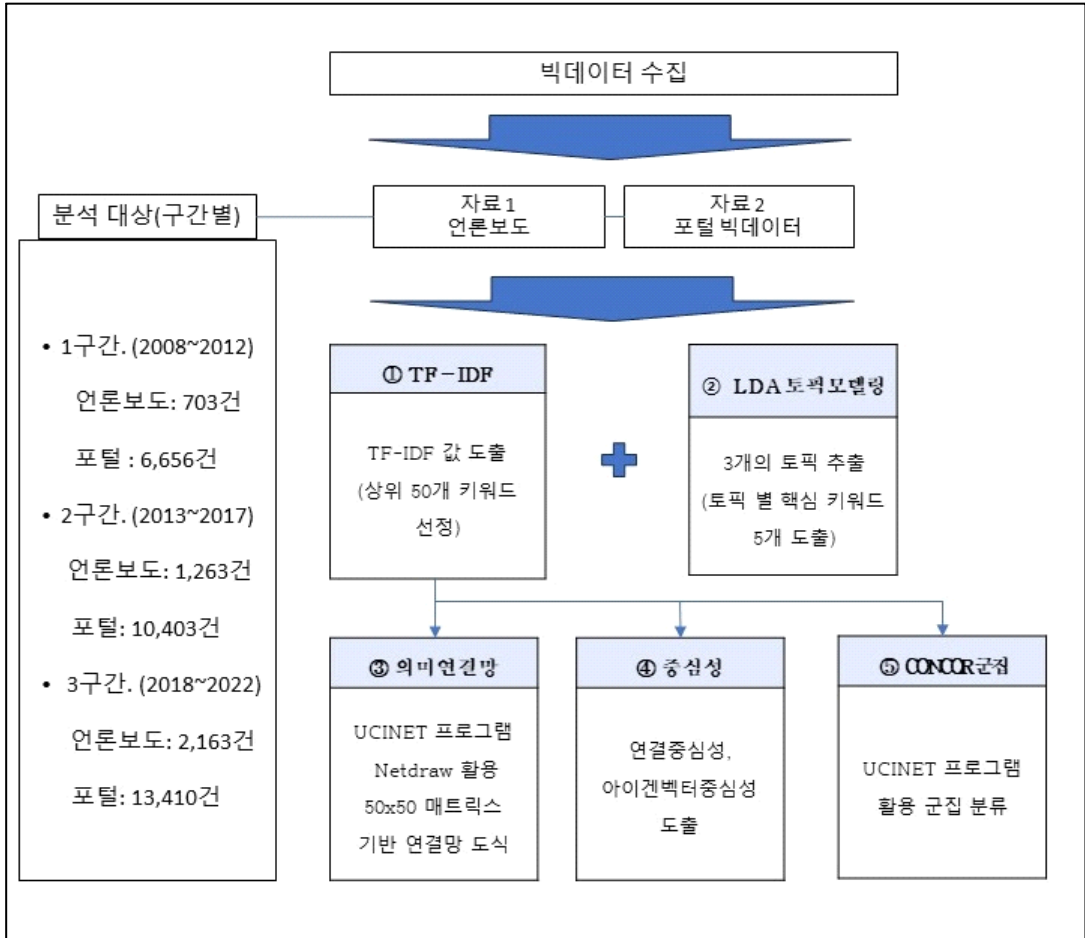 빅데이터 수집
자료1
언론보도
자료2
포털 빅데이터
분석 대상(구간별)
• 1구간. (2008~2012)
언론보도: 703건
포털 : 6,656건
• 2구간. (2013~2017)
언론보도: 1,263건
포털: 10,403건
• 3구간. (2018~2022)
언론보도: 2,163건
포털: 13,410건
① TF-IDF
TF-IDF 값 도출
(상위 50개 키워드
선정)
② LDA 토픽모델링
3개의 토픽 추출
(토픽 별 핵심 키워드
5개 도출)
③ 의미연결망
UCINET 프로그램
Netdraw 활용
50x50 매트릭스
기반 연결망 도식
④ 중심성
연결중심성,
아이겐벡터중심성
도출
⑤ CONCOR군집
UCINET 프로그램
활용 군집 분류